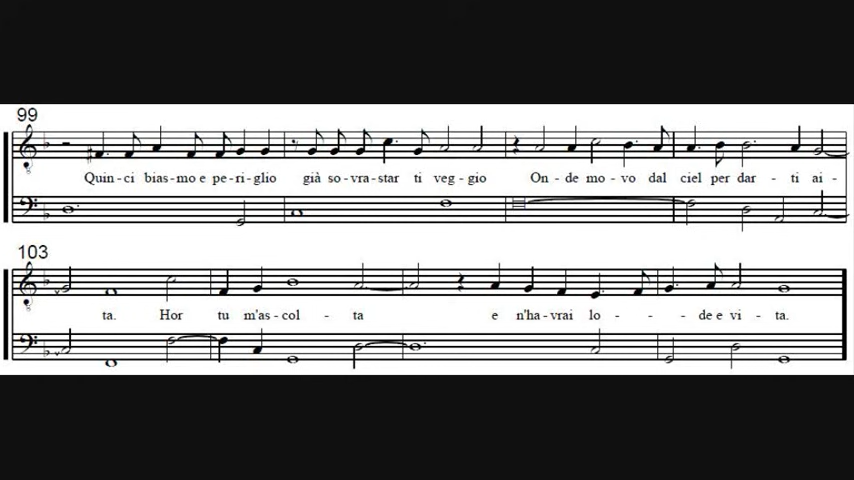 99
Quin-ci bias-mo e pe-ri-glio già so-vra-star ti veg-gio On-de mo-vo dal ciel per dar-ti ai-
103
ta. Hor tu m'as-col-ta e n'ha-vrai lo-de e vi-ta.